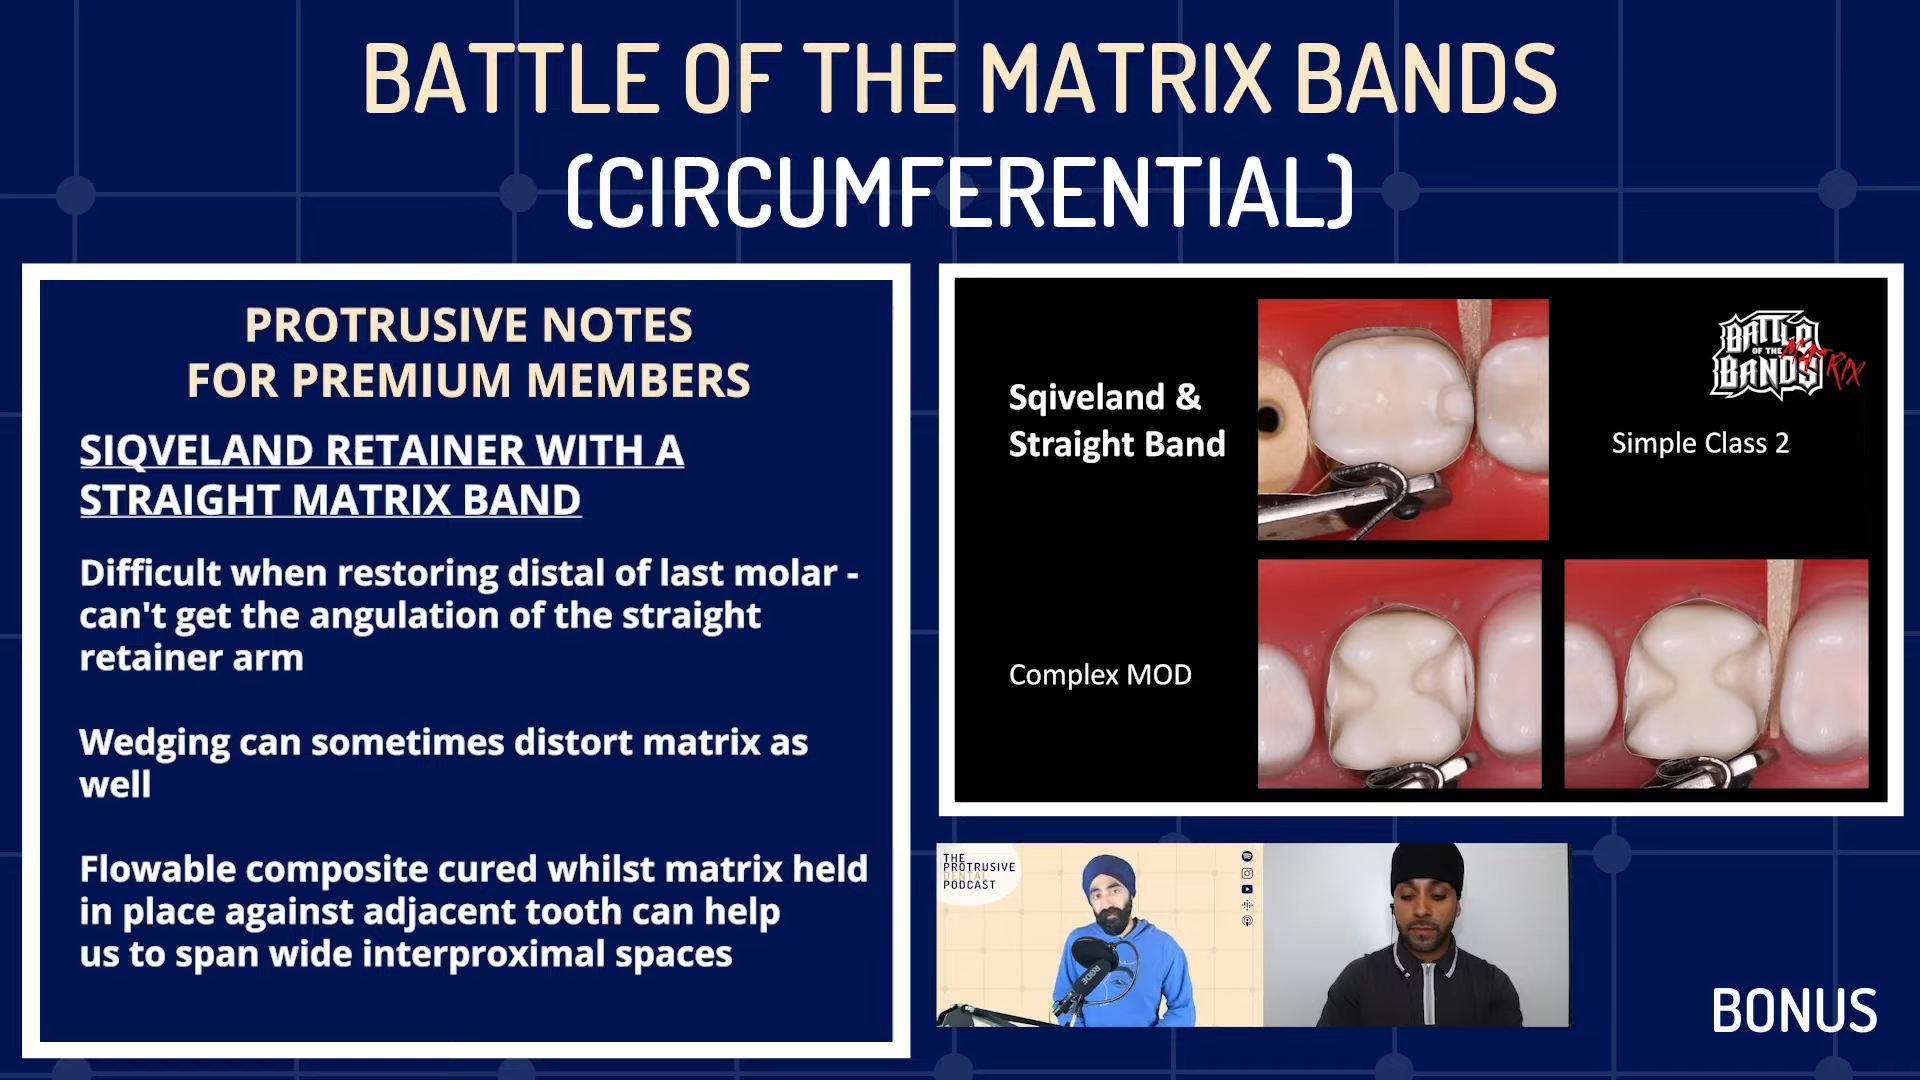 BATTLE OF THE MATRIX BANDS
(CIRCUMFERENTIAL)
PROTRUSIVE NOTES
FOR PREMIUM MEMBERS
SIQVELAND RETAINER WITH A
STRAIGHT MATRIX BAND
Difficult when restoring distal of last molar -
can't get the angulation of the straight
retainer arm
Wedging can sometimes distort matrix as
well
Flowable composite cured whilst matrix held
in place against adjacent tooth can help
us to span wide interproximal spaces
Sqiveland &
Straight Band
BATTLE
OF THE
MATRIX
BANDS
Simple Class 2
Complex MOD
THE
PROTRUSIVE
DENTAL
PODCAST
RODE
BONUS